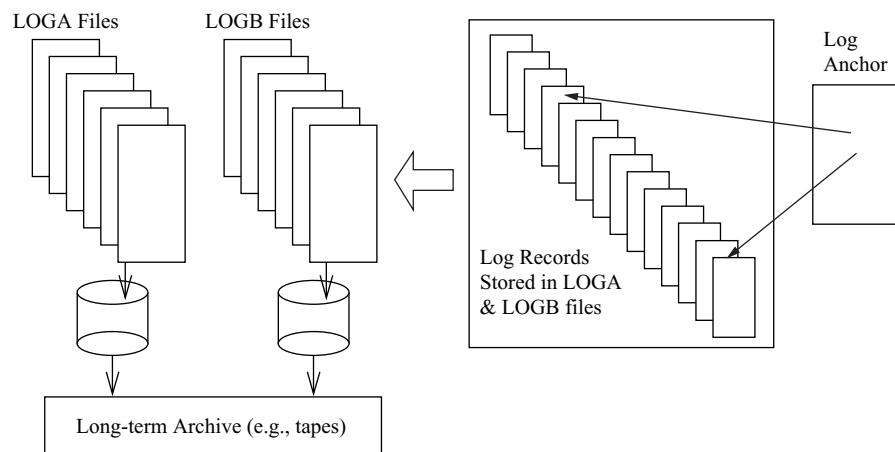 LOGA Files
LOGB Files
Log
Anchor
Log Records
Stored in LOGA
& LOGB files
Long-term Archive (e.g., tapes)